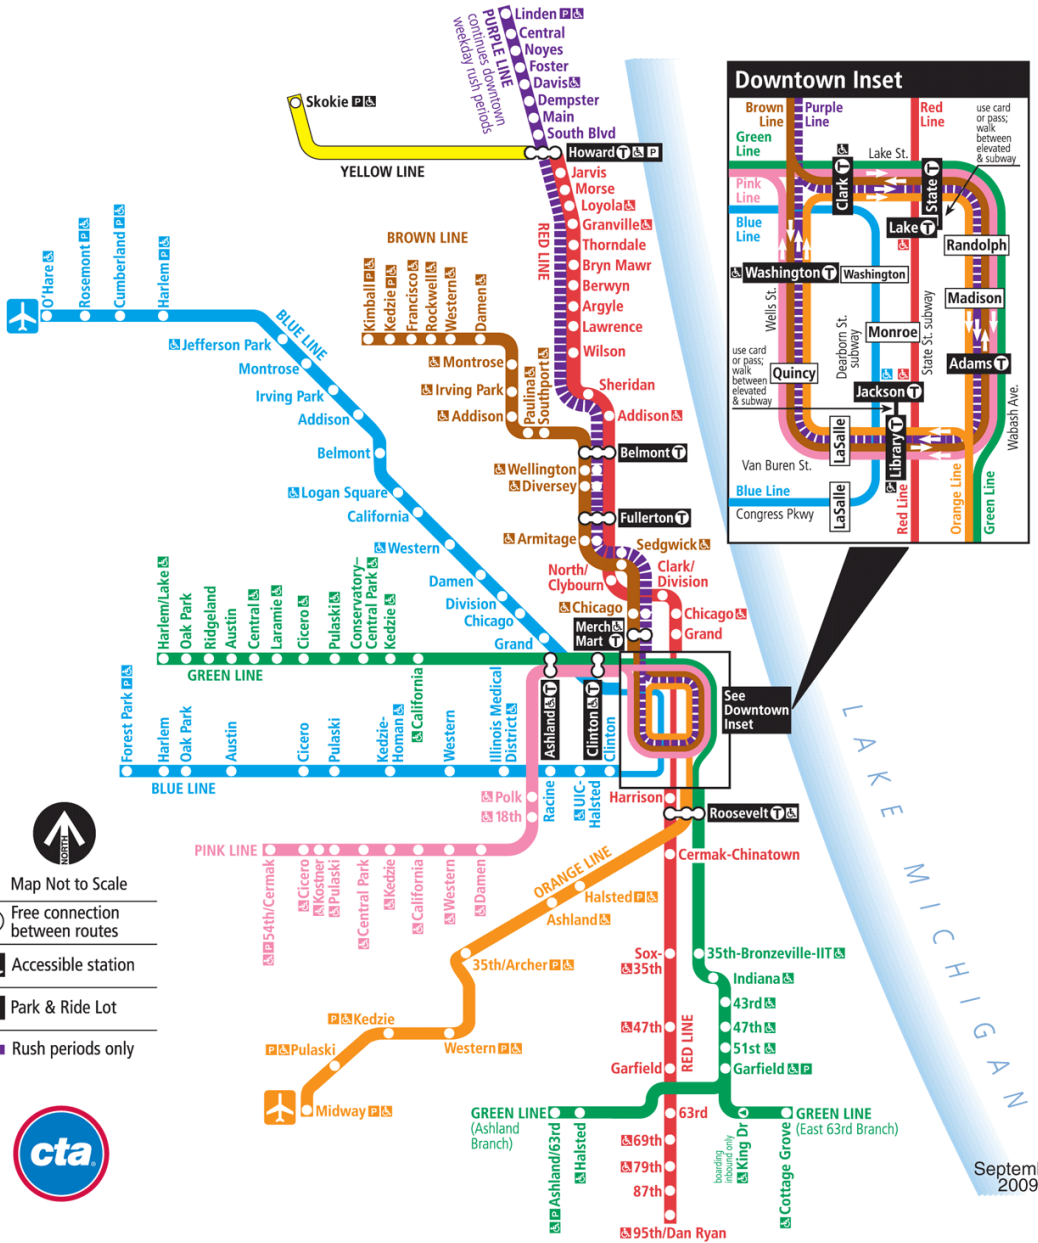 Linden P
Central
Noyes
Foster
Davis
Dempster
Main
South Blvd
PURPLE LINE
continues downtown
weekday rush periods
Skokie P
Howard T P
YELLOW LINE
Jarvis
Morse
Loyola
Granville
Thorndale
Bryn Mawr
Berwyn
Argyle
Lawrence
Wilson
Sheridan
Addison
RED LINE
BROWN LINE
Kimball P
Kedzie P
Francisco
Rockwell
Western
Damen
Montrose
Irving Park
Addison
Paulina
Southport
Belmont T
Wellington
Diversey
Fullerton T
Armitage
Sedgwick
North/
Clybourn
Clark/
Division
Chicago
Chicago
Grand
Merch
Mart T
O'Hare
Rosemont P
Cumberland P
Harlem P
BLUE LINE
Jefferson Park
Montrose
Irving Park
Addison
Belmont
Logan Square
California
Western
Damen
Division
Chicago
Grand
Harlem/Lake
Oak Park
Ridgeland
Austin
Central
Laramie
Cicero
Pulaski
Conservatory–
Central Park
Kedzie
California
GREEN LINE
Ashland T
Clinton T
Forest Park P
Harlem
Oak Park
Austin
Cicero
Pulaski
Kedzie-
Homan
Western
Illinois Medical
District
Racine
UIC-
Halsted
Clinton
BLUE LINE
See
Downtown
Inset
Polk
18th
PINK LINE
P 54th/Cermak
Cicero
Kostner
Pulaski
Central Park
Kedzie
California
Western
Damen
Harrison
Roosevelt T
Cermak-Chinatown
ORANGE LINE
Halsted P
Ashland
35th/Archer P
Western P
P Kedzie
P Pulaski
Midway P
Sox-
35th
47th
Garfield
RED LINE
63rd
69th
79th
87th
95th/Dan Ryan
35th-Bronzeville-IIT
Indiana
43rd
47th
51st
Garfield P
GREEN LINE
(Ashland
Branch)
P Ashland/63rd
Halsted
boarding
inbound only
King Dr
Cottage Grove
GREEN LINE
(East 63rd Branch)
LAKE MICHIGAN
Downtown Inset
Brown
Line
Purple
Line
Red
Line
use card
or pass;
walk
between
elevated
& subway
Green
Line
Lake St.
Pink
Line
Blue
Line
Clark T
State T
Lake T
Randolph
Washington T
Washington
Madison
Wells St.
Dearborn St.
subway
Monroe
State St. subway
use card
or pass;
walk
between
elevated
& subway
Quincy
Adams T
Jackson T
Wabash Ave.
LaSalle
Library T
Van Buren St.
Blue Line
Congress Pkwy
LaSalle
Red Line
Orange Line
Green Line
NORTH
Map Not to Scale
Free connection
between routes
Accessible station
Park & Ride Lot
Rush periods only
cta
Septem
2009